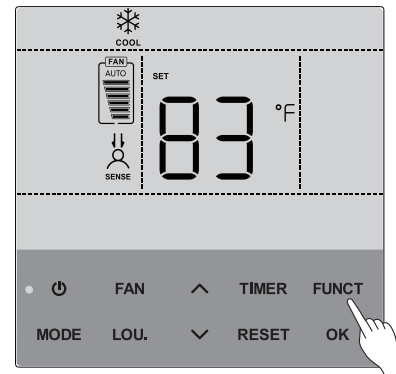 COOL
FAN
AUTO
SET
83 °F
SENSE
FAN TIMER FUNCT
MODE LOU. RESET OK